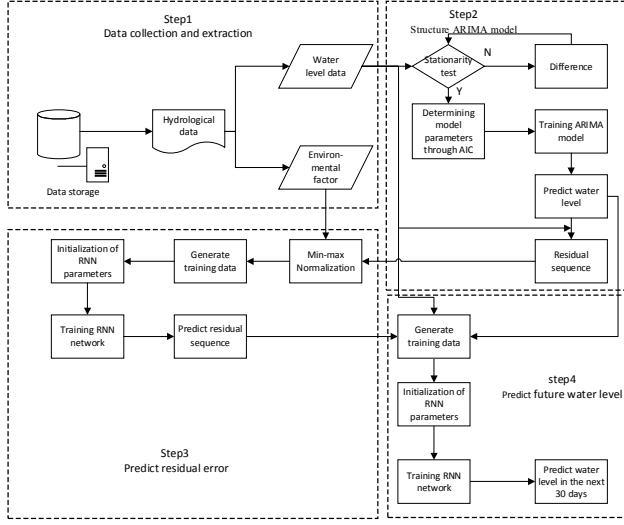 Step1
Data collection and extraction
Data storage
Hydrological
data
Water
level data
Environ-
mental
factor
Step2
Structure ARIMA model
Stationarity
test
N
Y
Difference
Determining
model
parameters
through AIC
Training ARIMA
model
Predict water
level
Residual
sequence
Initialization of
RNN
parameters
Generate
training data
Min-max
Normalization
Training RNN
network
Predict residual
sequence
Step3
Predict residual error
Generate
training data
step4
Predict future water level
Initialization of
RNN
parameters
Training RNN
network
Predict water
level in the next
30 days